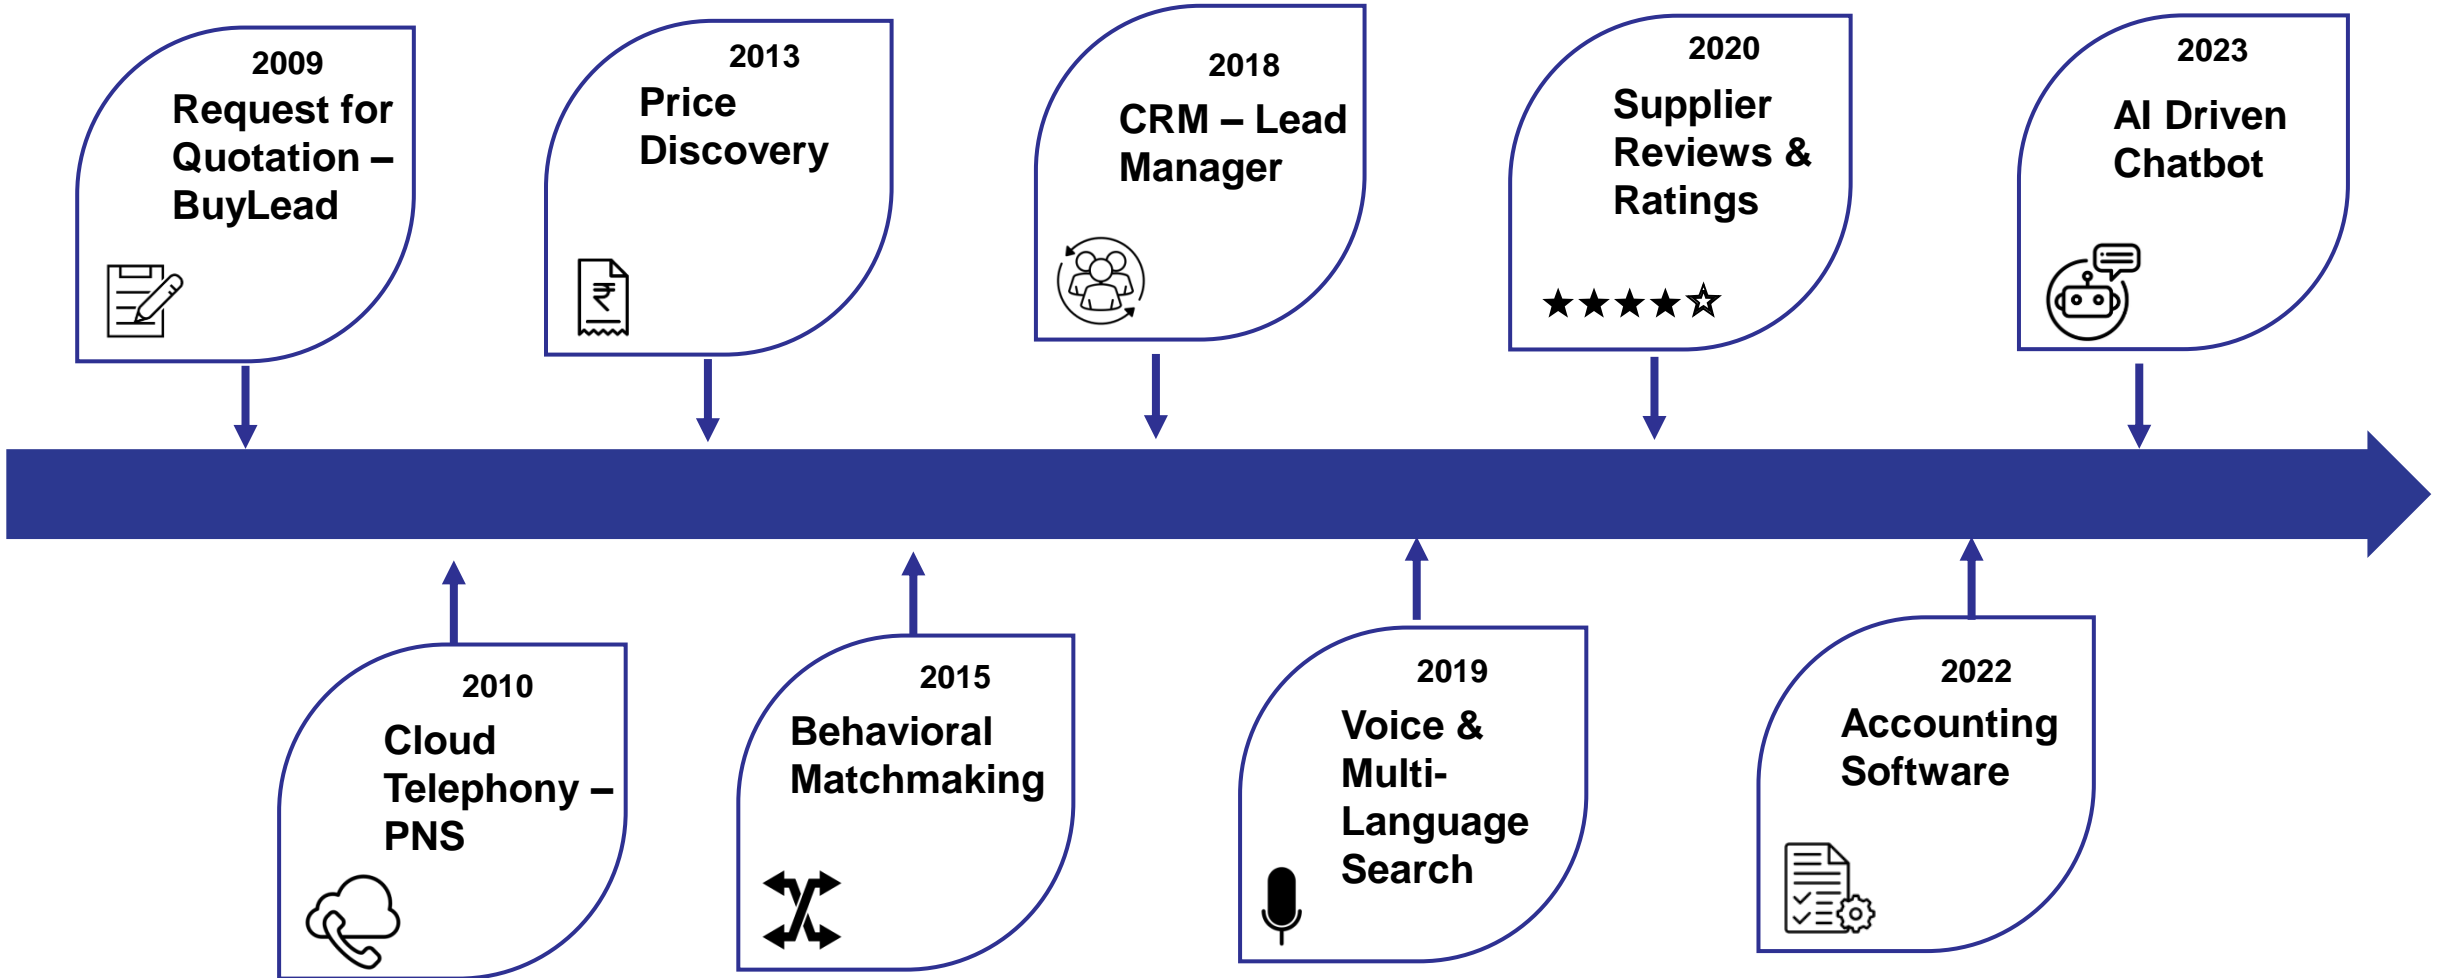 2009
Request for
Quotation –
BuyLead
2013
Price
Discovery
2018
CRM – Lead
Manager
2020
Supplier
Reviews &
Ratings
2023
AI Driven
Chatbot
₹
2010
Cloud
Telephony –
PNS
2015
Behavioral
Matchmaking
2019
Voice &
Multi-
Language
Search
2022
Accounting
Software